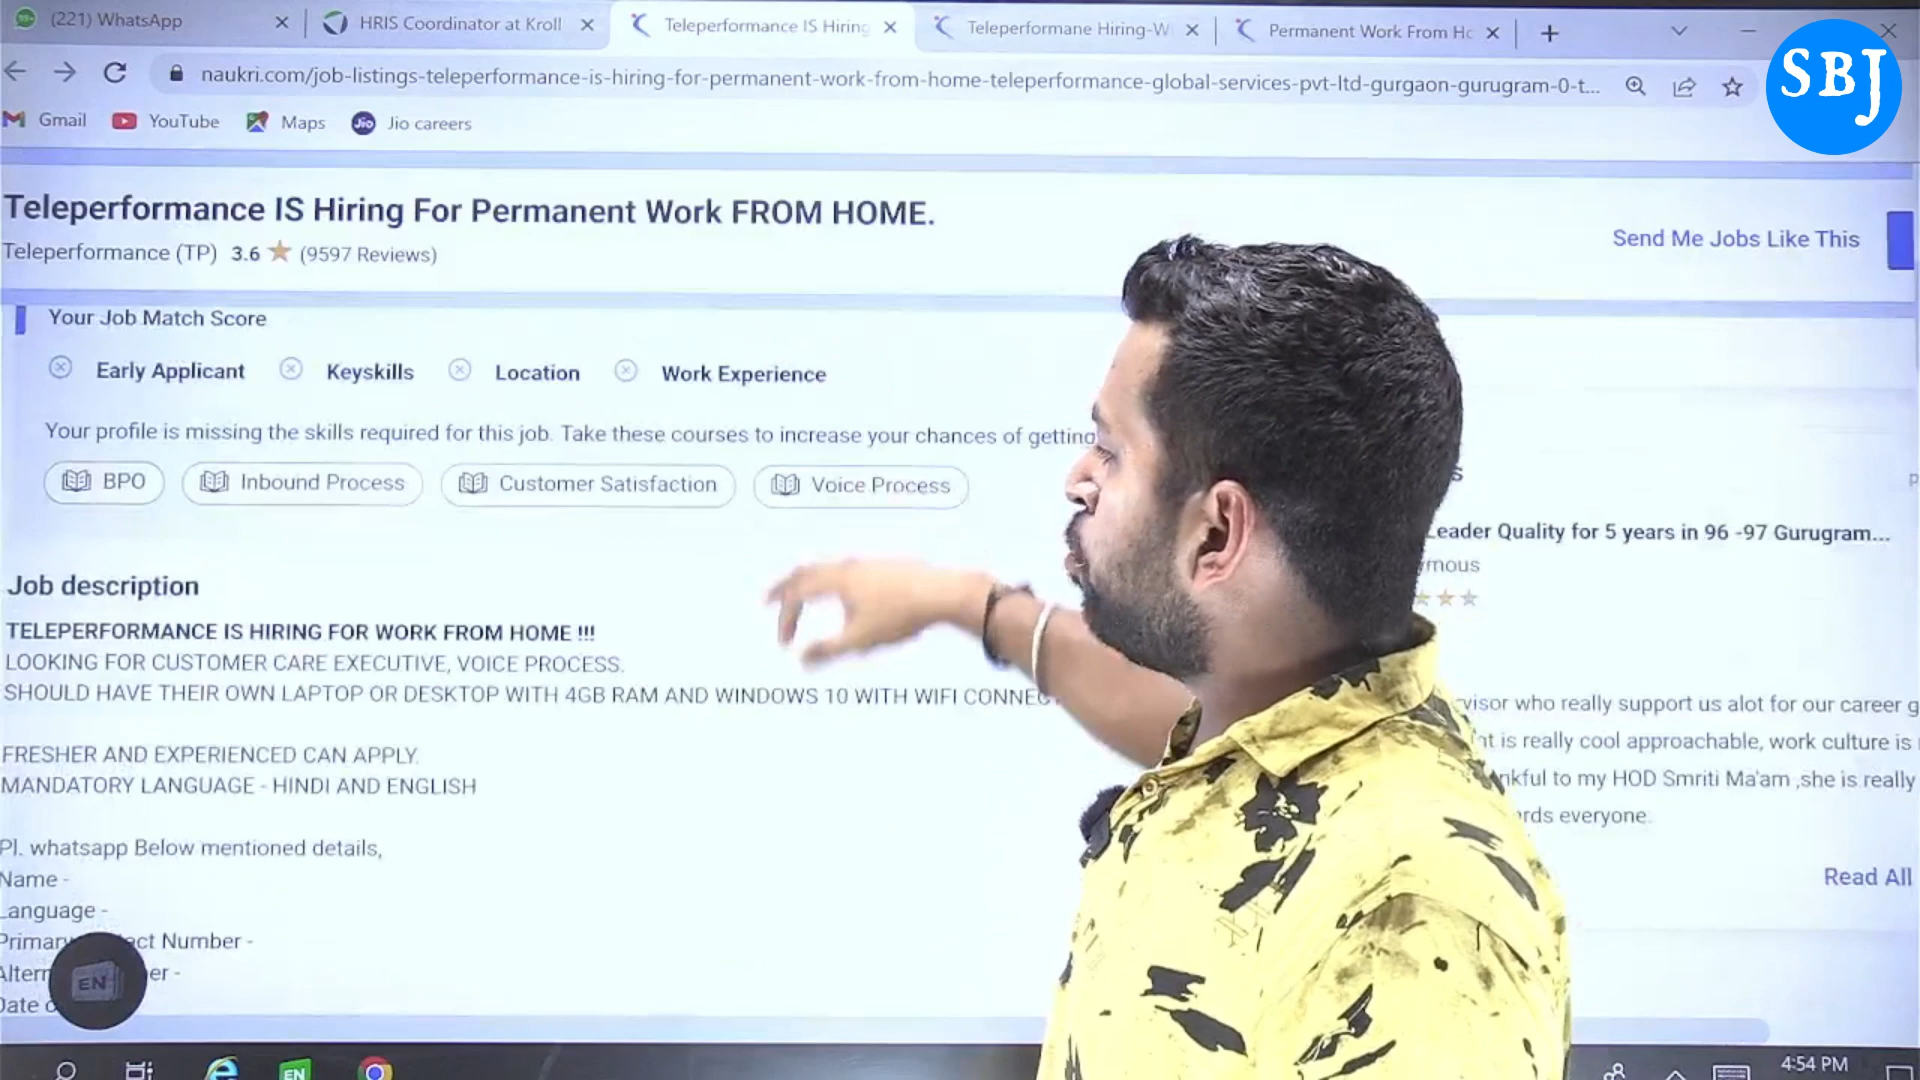 (221) WhatsApp
HRIS Coordinator at Kroll
Teleperformance IS Hiring
Teleperformane Hiring-W
Permanent Work From Ho
SBJ
naukri.com/job-listings-teleperformance-is-hiring-for-permanent-work-from-home-teleperformance-global-services-pvt-ltd-gurgaon-gurugram-0-t...
Gmail
YouTube
Maps
Jio
Jio careers
Teleperformance IS Hiring For Permanent Work FROM HOME.
Teleperformance (TP) 3.6 (9597 Reviews)
Send Me Jobs Like This
Your Job Match Score
Early Applicant
Keyskills
Location
Work Experience
Your profile is missing the skills required for this job. Take these courses to increase your chances of getting
BPO
Inbound Process
Customer Satisfaction
Voice Process
Leader Quality for 5 years in 96 -97 Gurugram...
Job description
TELEPERFORMANCE IS HIRING FOR WORK FROM HOME !!!
LOOKING FOR CUSTOMER CARE EXECUTIVE, VOICE PROCESS.
SHOULD HAVE THEIR OWN LAPTOP OR DESKTOP WITH 4GB RAM AND WINDOWS 10 WITH WIFI
FRESHER AND EXPERIENCED CAN APPLY.
MANDATORY LANGUAGE - HINDI AND ENGLISH
who really support us alot for our career
is really cool approachable, work culture is
to my HOD Smriti Ma'am ,she is really
everyone.
Read All
Pl. whatsapp Below mentioned details,
Name -
Language -
Number -
EN
EN
4:54 PM